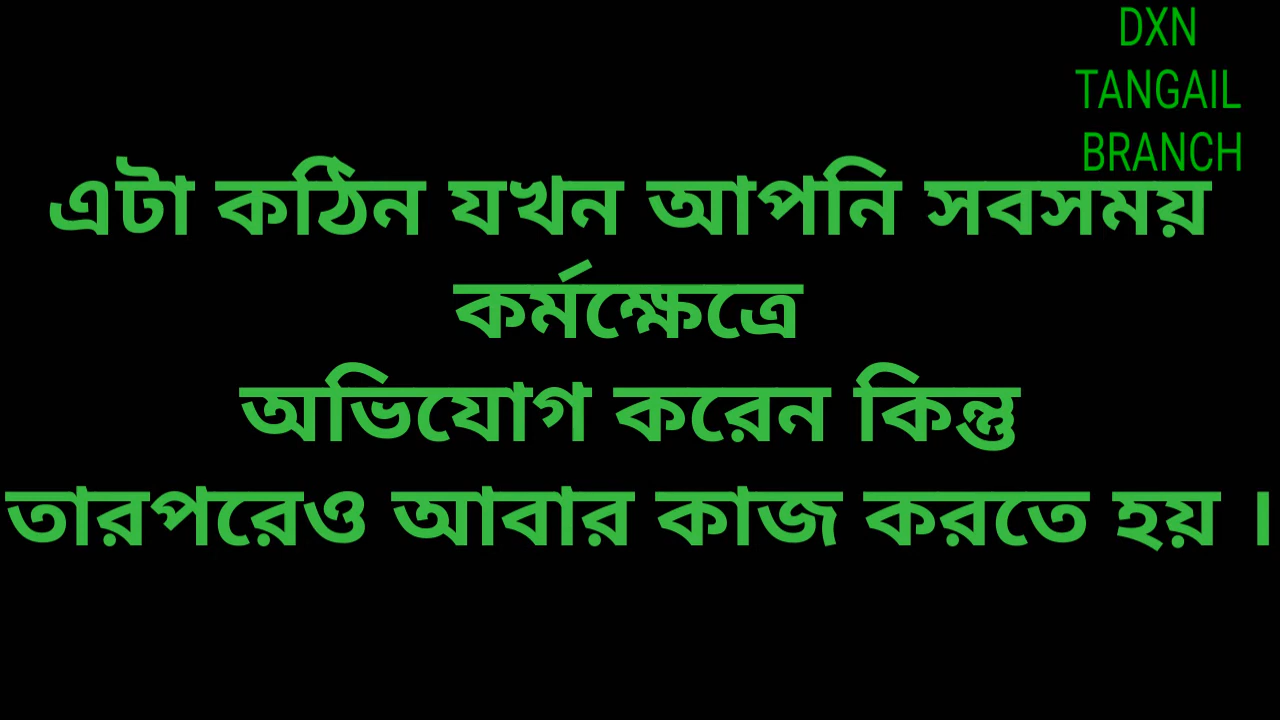 DXN
TANGAIL
BRANCH
এটা কঠিন যখন আপনি সবসময়
কর্মক্ষেত্রে
অভিযোগ করেন কিন্তু
তারপরেও আবার কাজ করতে হয় ।